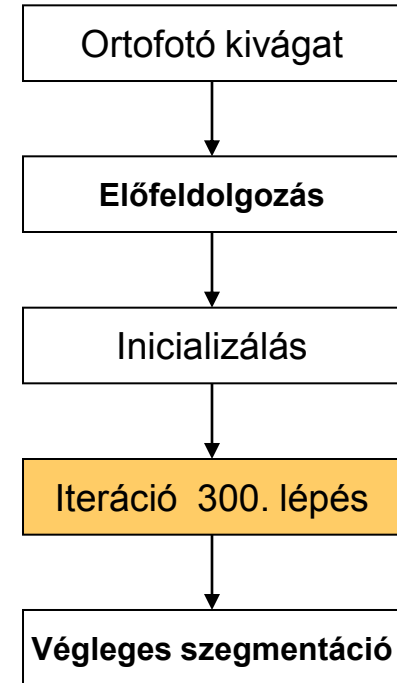 Ortofotó kivágat
Előfeldolgozás
Inicializálás
Iteráció  300. lépés
Végleges szegmentáció